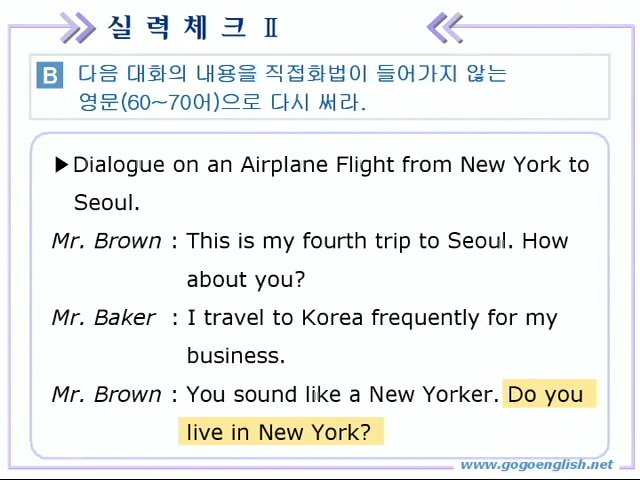 실 력 체 크 Ⅱ
B 다음 대화의 내용을 직접화법이 들어가지 않는
영문(60~70어)으로 다시 써라.
▶Dialogue on an Airplane Flight from New York to
Seoul.
Mr. Brown : This is my fourth trip to Seoul. How
about you?
Mr. Baker : I travel to Korea frequently for my
business.
Mr. Brown : You sound like a New Yorker. Do you
live in New York?
www.gogoenglish.net